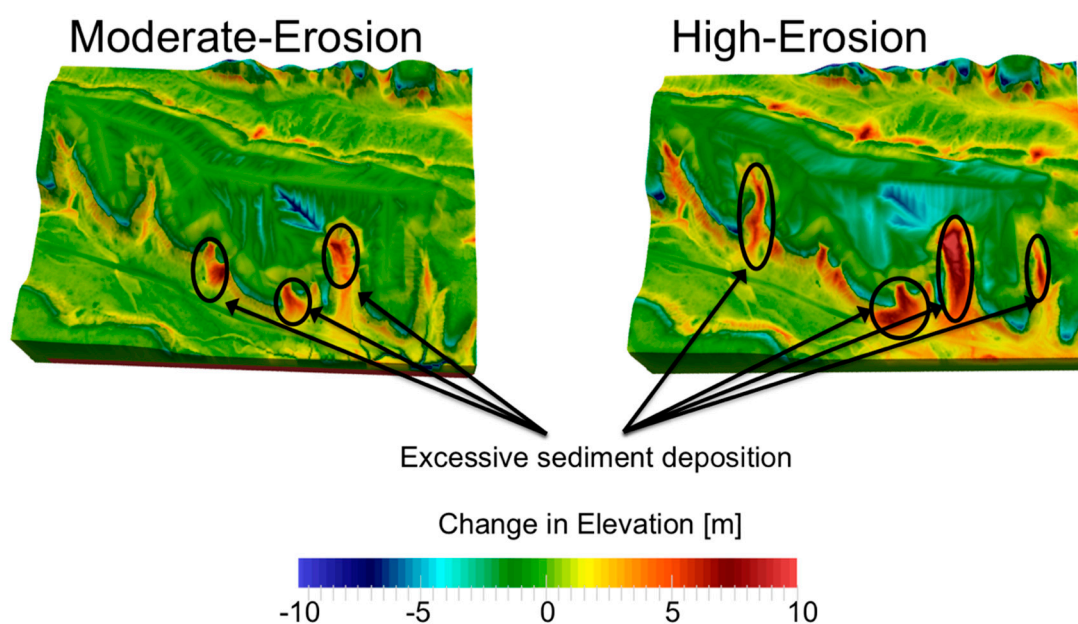 Moderate-Erosion
High-Erosion
Excessive sediment deposition
Change in Elevation [m]
-10 -5 0 5 10